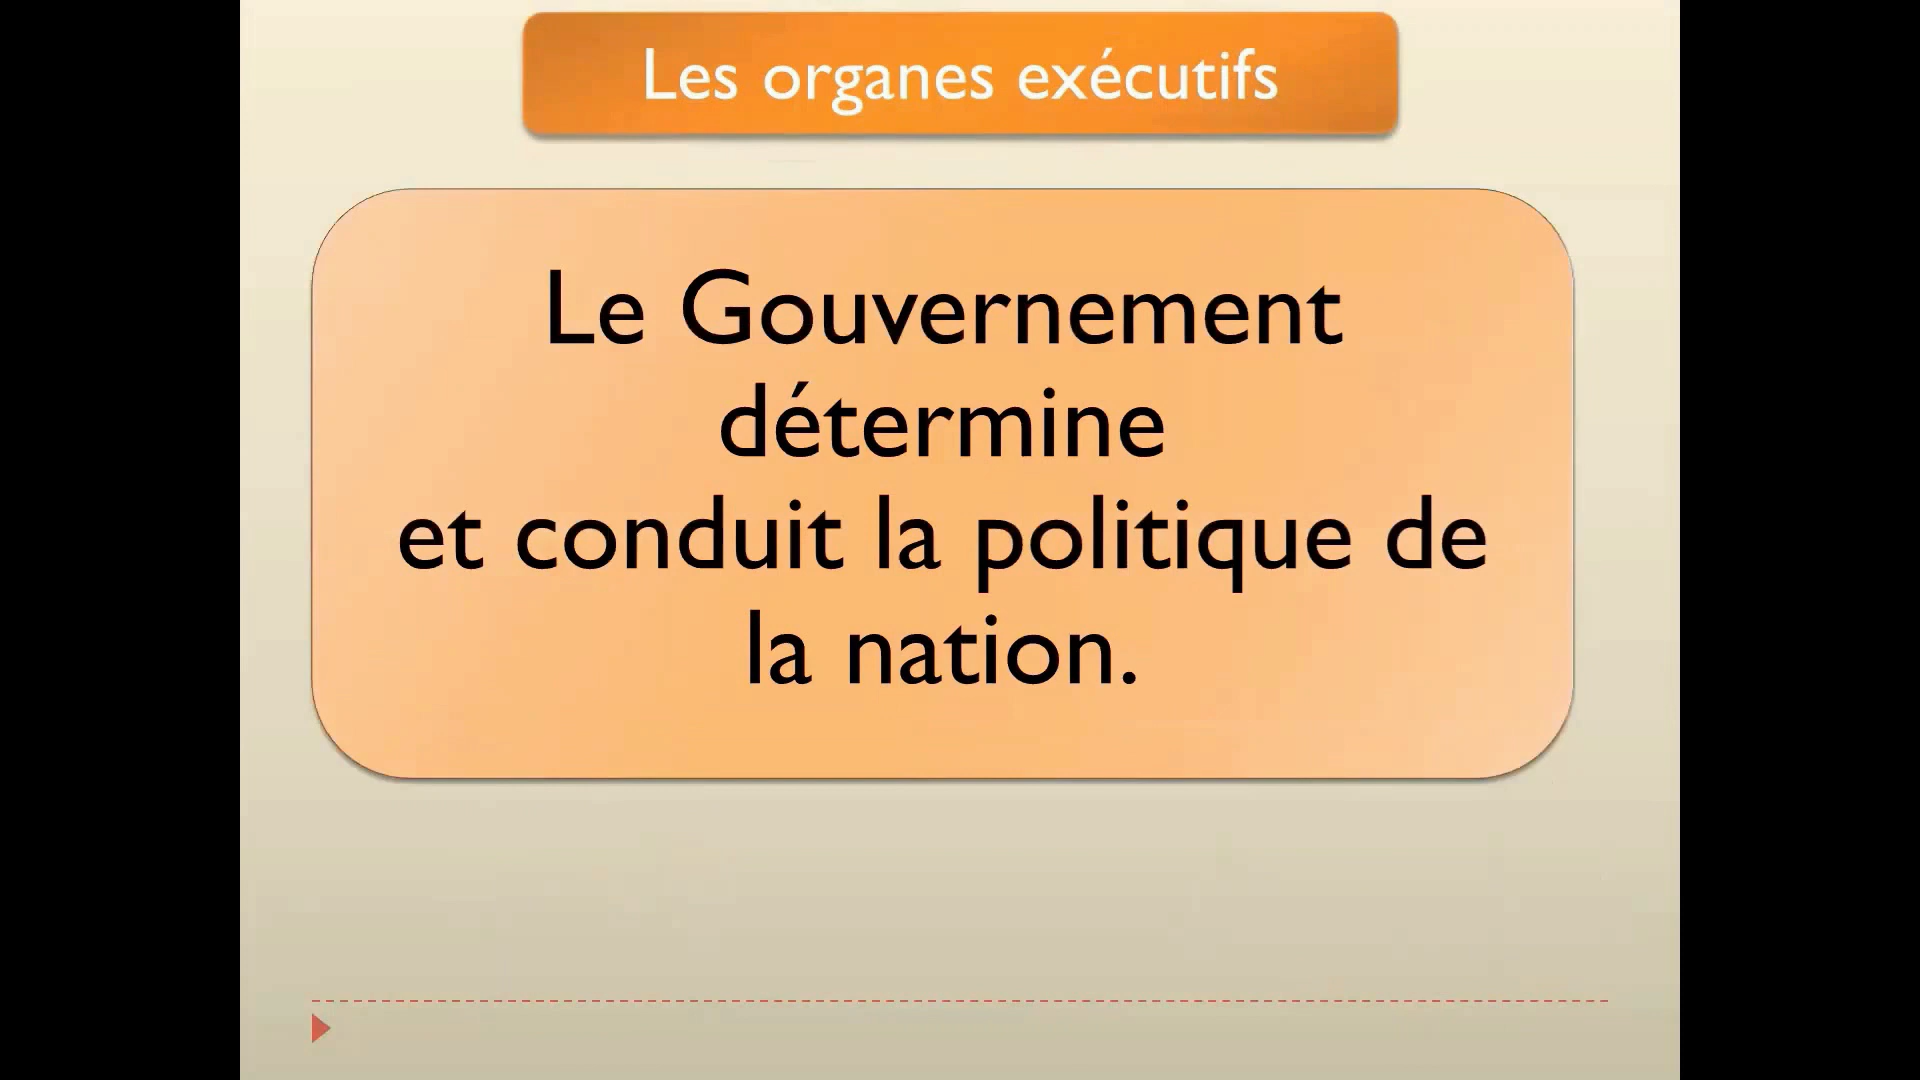 Les organes exécutifs
Le Gouvernement
détermine
et conduit la politique de
la nation.